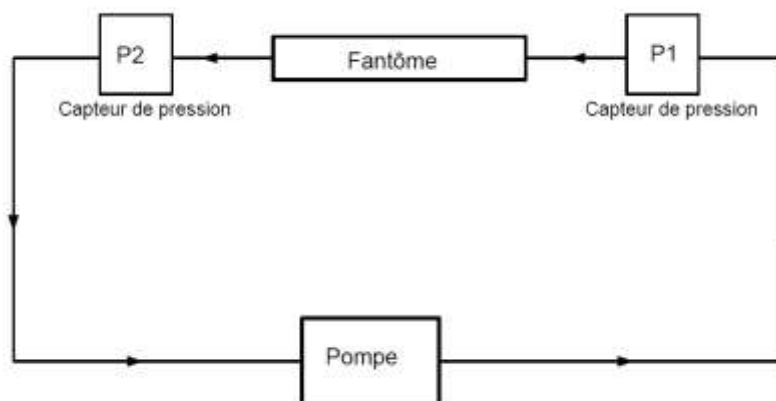 P2
Fantôme
P1
Capteur de pression
Capteur de pression
Pompe